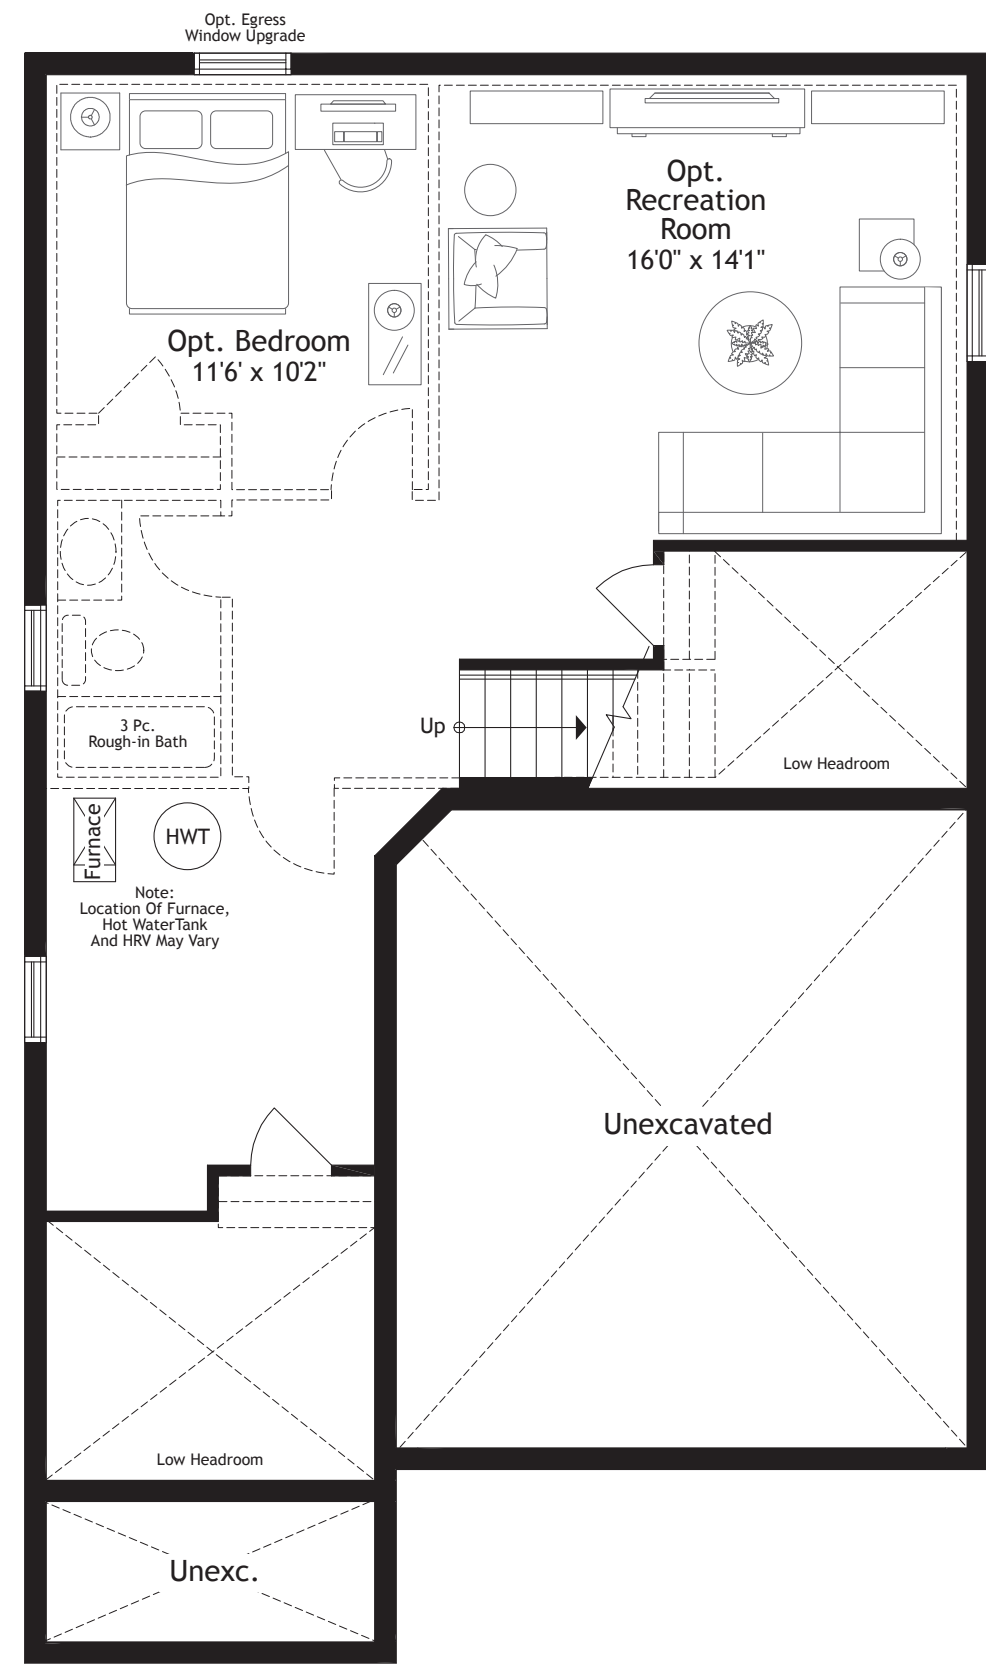 Opt. Egress
Window Upgrade
Opt.
Recreation
Room
16'0" x 14'1"
Opt. Bedroom
11'6' x 10'2"
Up
3 Pc.
Rough-in Bath
Low Headroom
Furnace
HWT
Note:
Location Of Furnace,
Hot WaterTank
And HRV May Vary
Unexcavated
Low Headroom
Unexc.